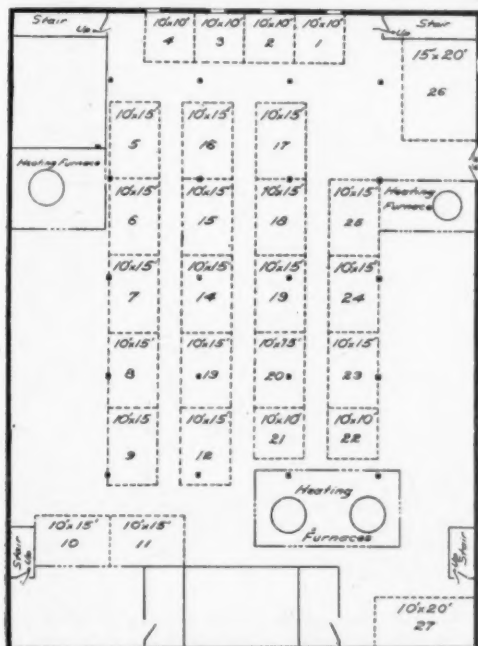 Stair
Up
10'x10'
4
10'x10'
3
10'x10'
2
10'x10'
1
Stair
Up
15'x20'
26
10'x15'
5
10'x15'
16
10'x15'
17
Heating Furnace
10'x15'
6
10'x15'
15
10'x15'
18
10'x15'
25
Heating
Furnace
10'x15'
7
10'x15'
14
10'x15'
19
10'x15'
24
10'x15'
8
10'x15'
13
10'x15'
20
10'x15'
23
10'x15
9
10'x15'
12
10'x10'
21
10'x10'
22
Heating
Furnaces
Stair
Up
10'x15'
10
10'x15'
11
Up
Stair
10'x20'
27